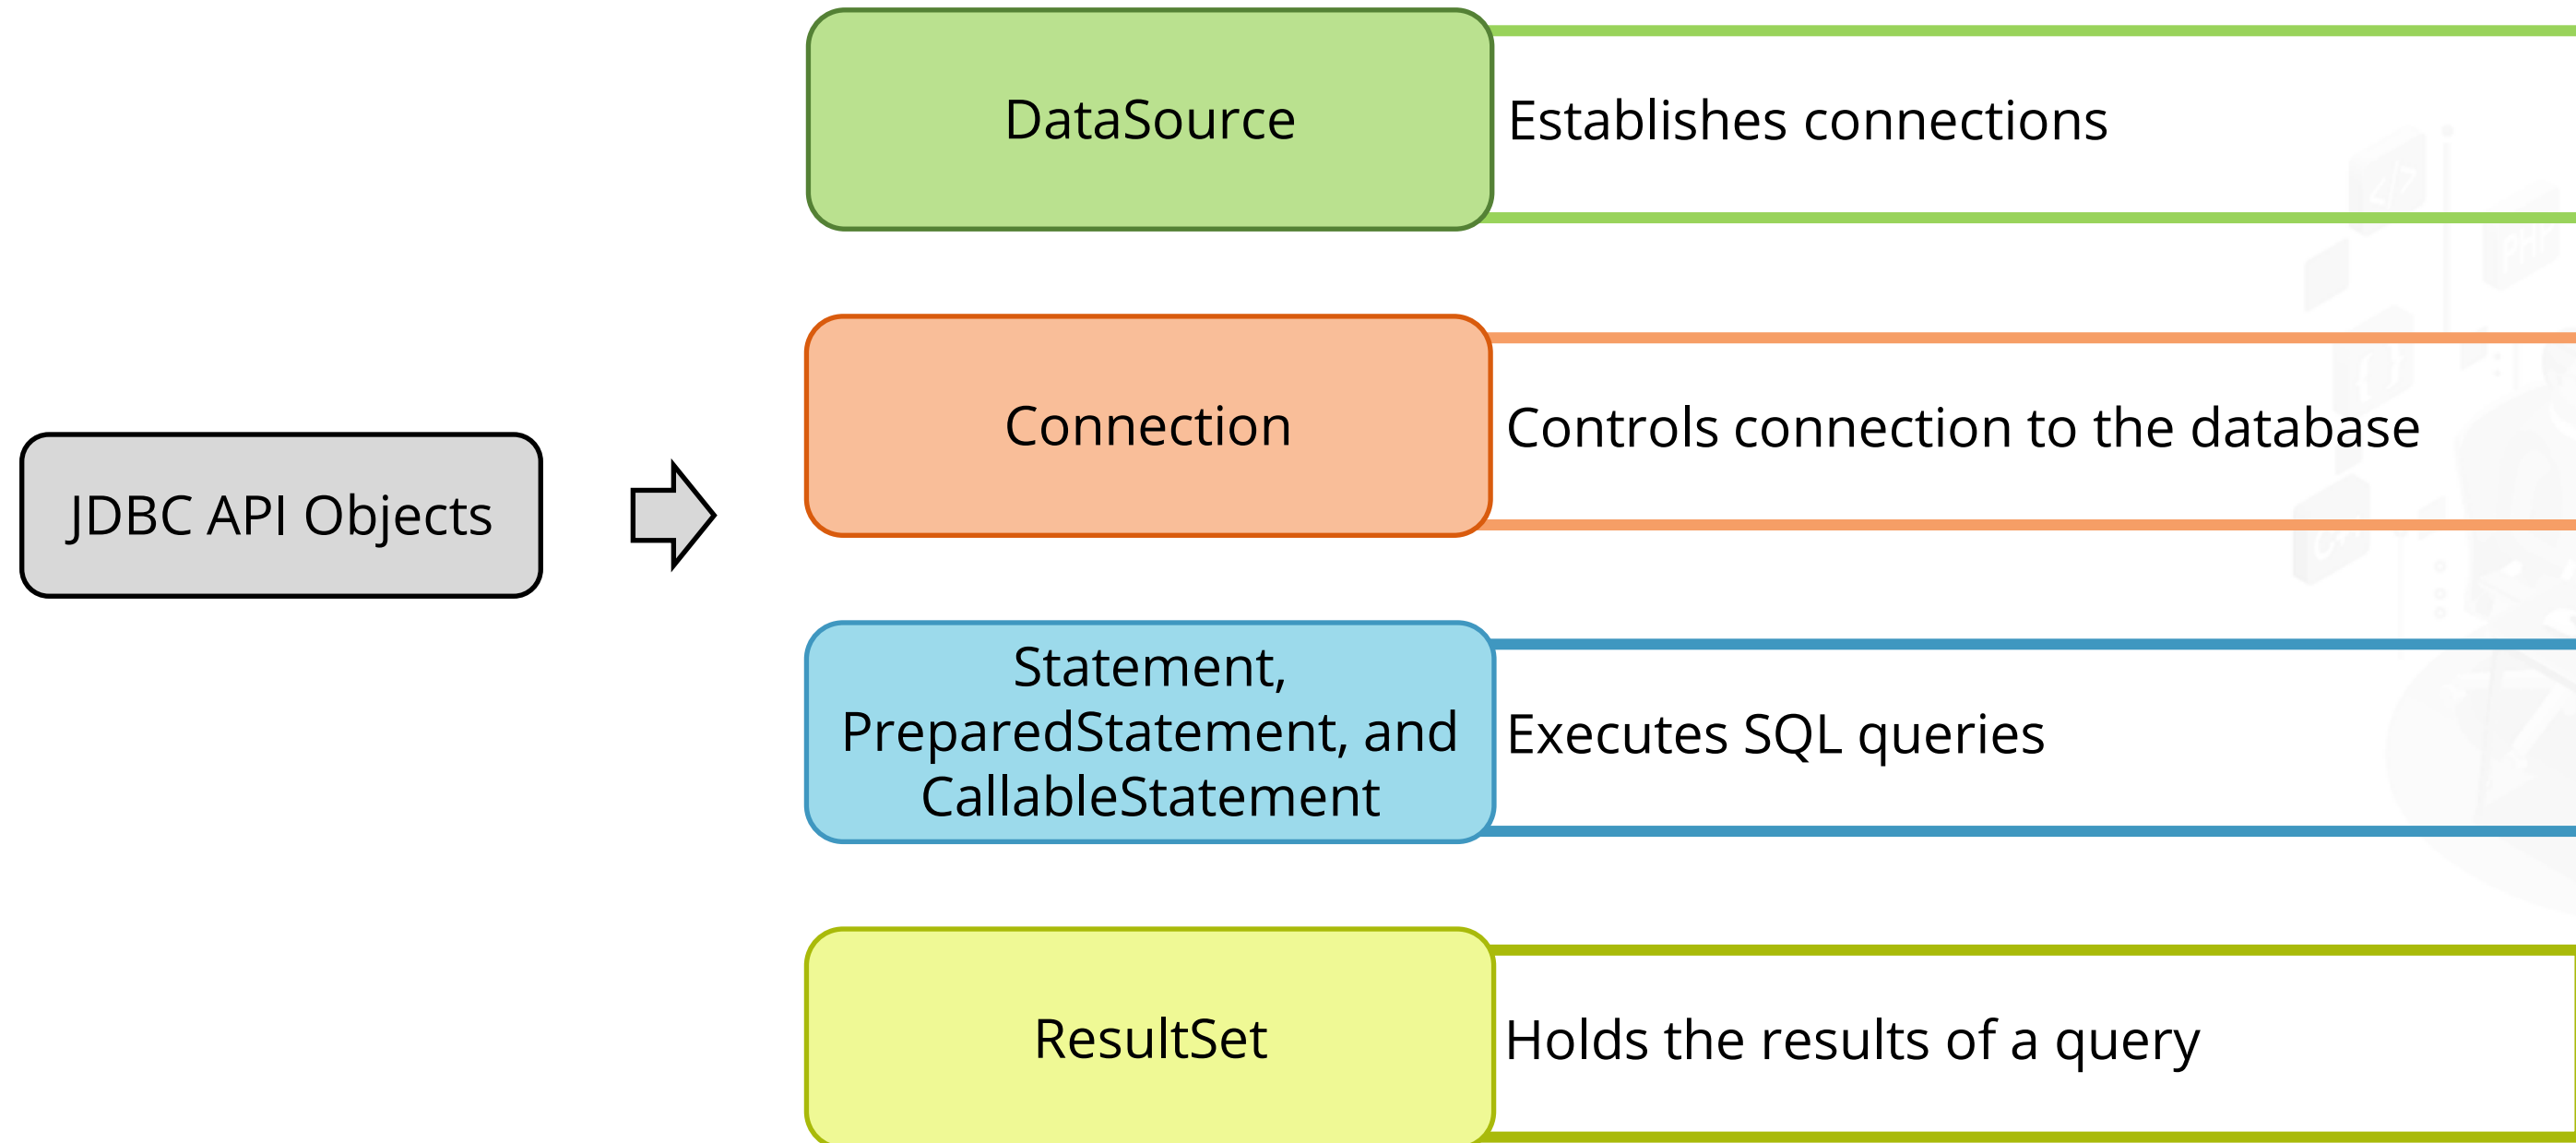 DataSource
Establishes connections
Connection
Controls connection to the database
JDBC API Objects
Statement,
PreparedStatement, and
CallableStatement
Executes SQL queries
ResultSet
Holds the results of a query